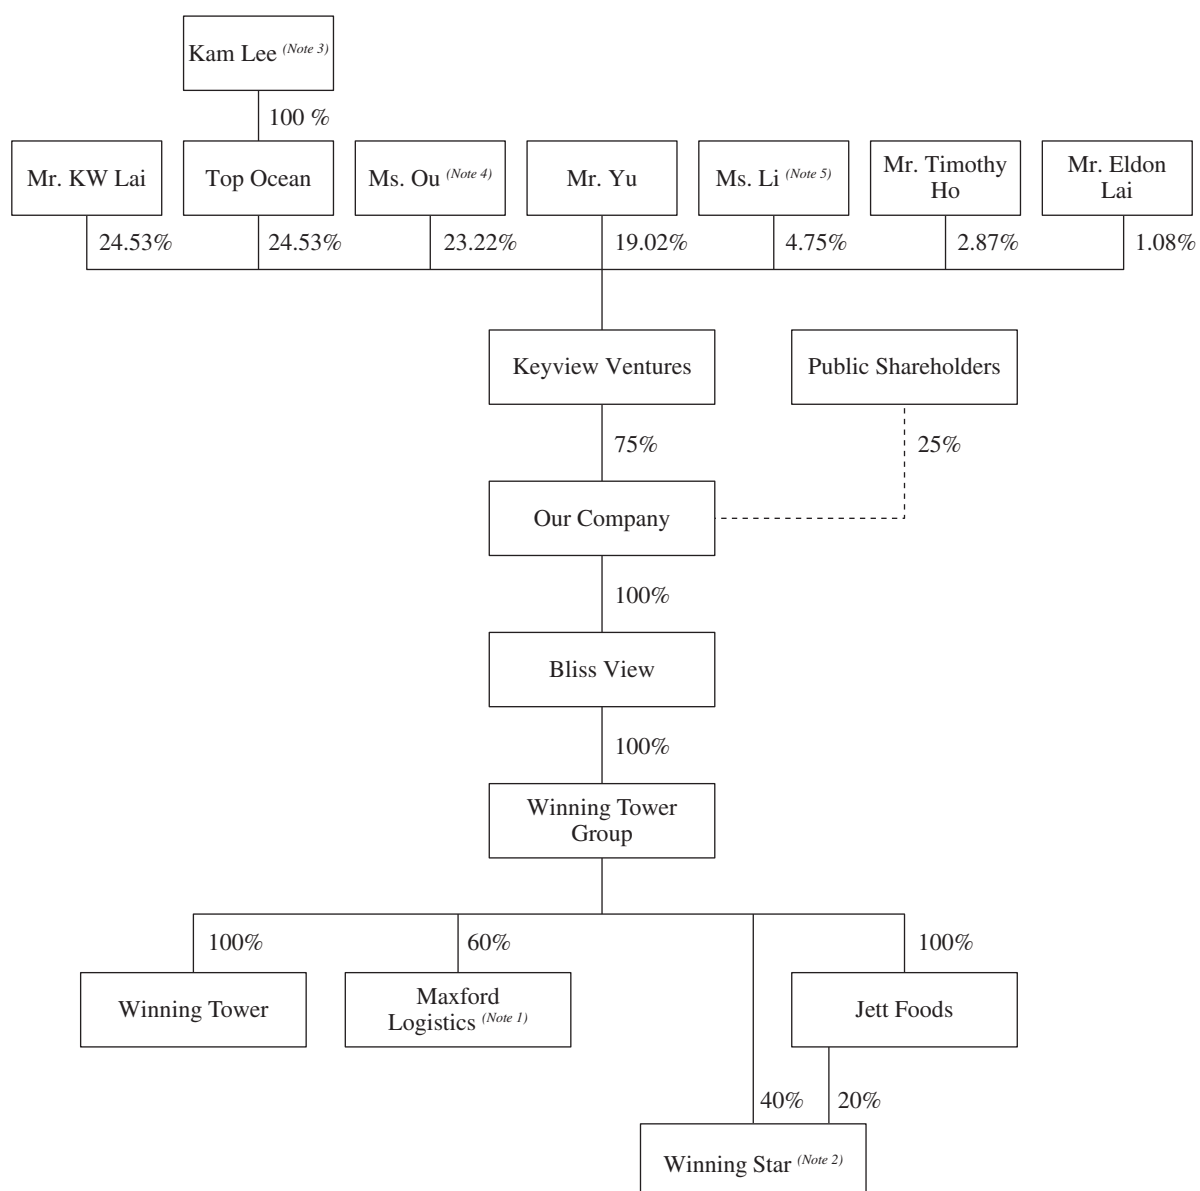 Kam Lee (Note 3)
100 %
Mr. KW Lai
Top Ocean
Ms. Ou (Note 4)
Mr. Yu
Ms. Li (Note 5)
Mr. Timothy
Ho
Mr. Eldon
Lai
24.53%
24.53%
23.22%
19.02%
4.75%
2.87%
1.08%
Keyview Ventures
Public Shareholders
75%
25%
Our Company
100%
Bliss View
100%
Winning Tower
Group
100%
60%
100%
Winning Tower
Maxford
Logistics (Note 1)
Jett Foods
40%
20%
Winning Star (Note 2)